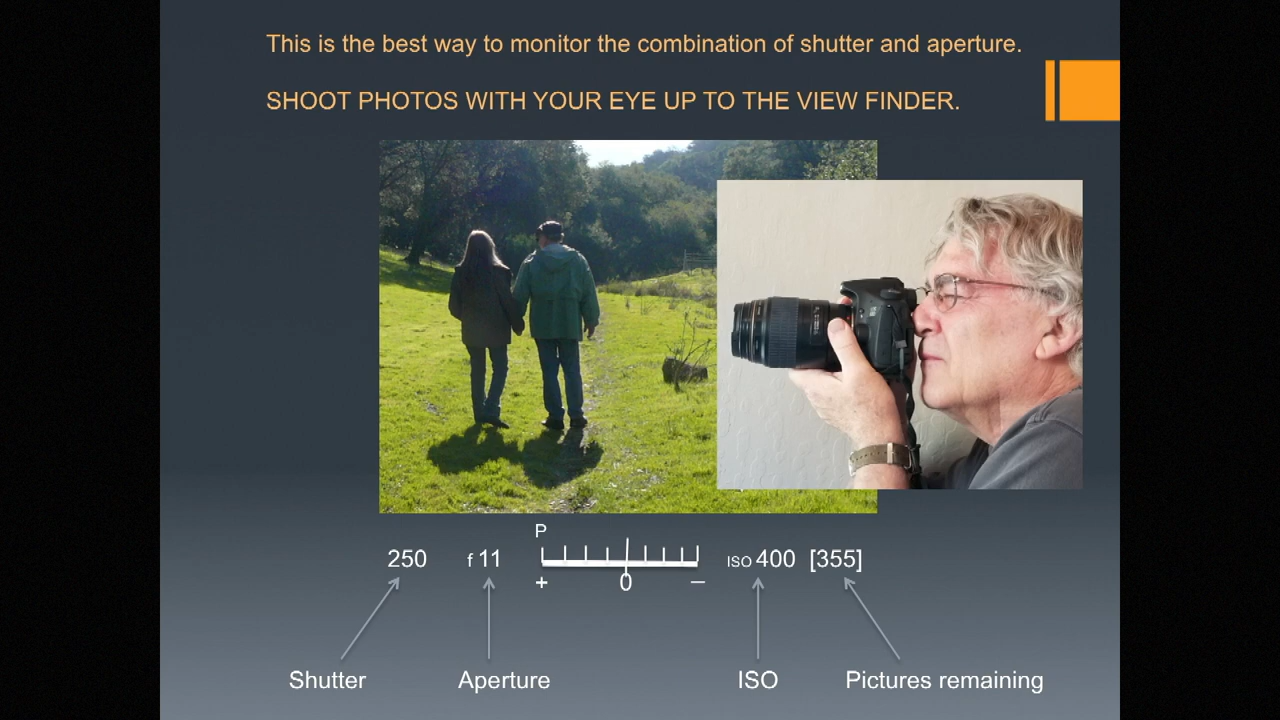 This is the best way to monitor the combination of shutter and aperture.
SHOOT PHOTOS WITH YOUR EYE UP TO THE VIEW FINDER.
P
250 f 11 ISO 400 [355]
+ 0 –
Shutter Aperture ISO Pictures remaining